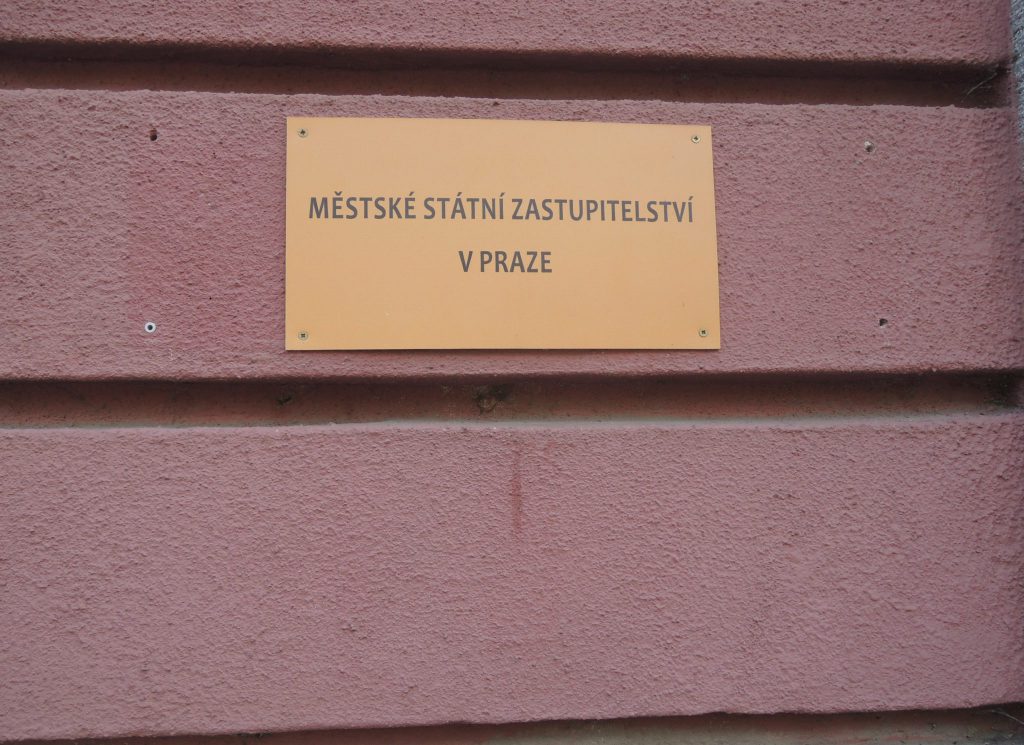 MĚSTSKÉ STÁTNÍ ZASTUPITELSTVÍ
V PRAZE